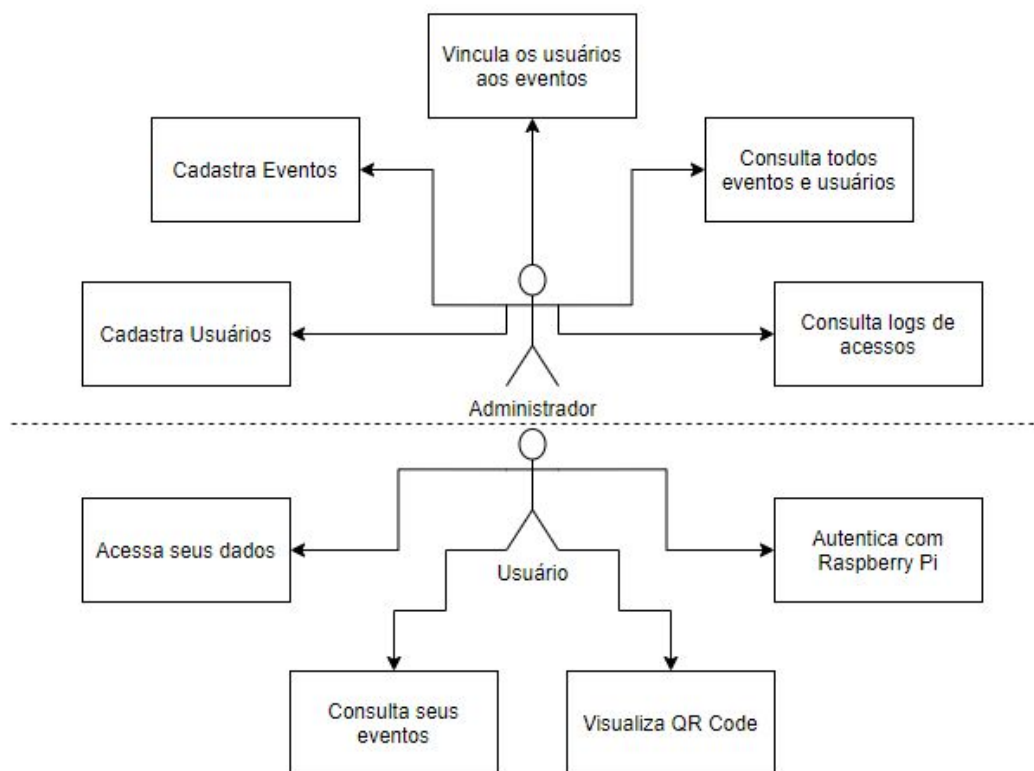 Vincula os usuários
aos eventos
Cadastra Eventos
Consulta todos
eventos e usuários
Cadastra Usuários
Consulta logs de
acessos
Administrador
Acessa seus dados
Usuário
Autentica com
Raspberry Pi
Consulta seus
eventos
Visualiza QR Code